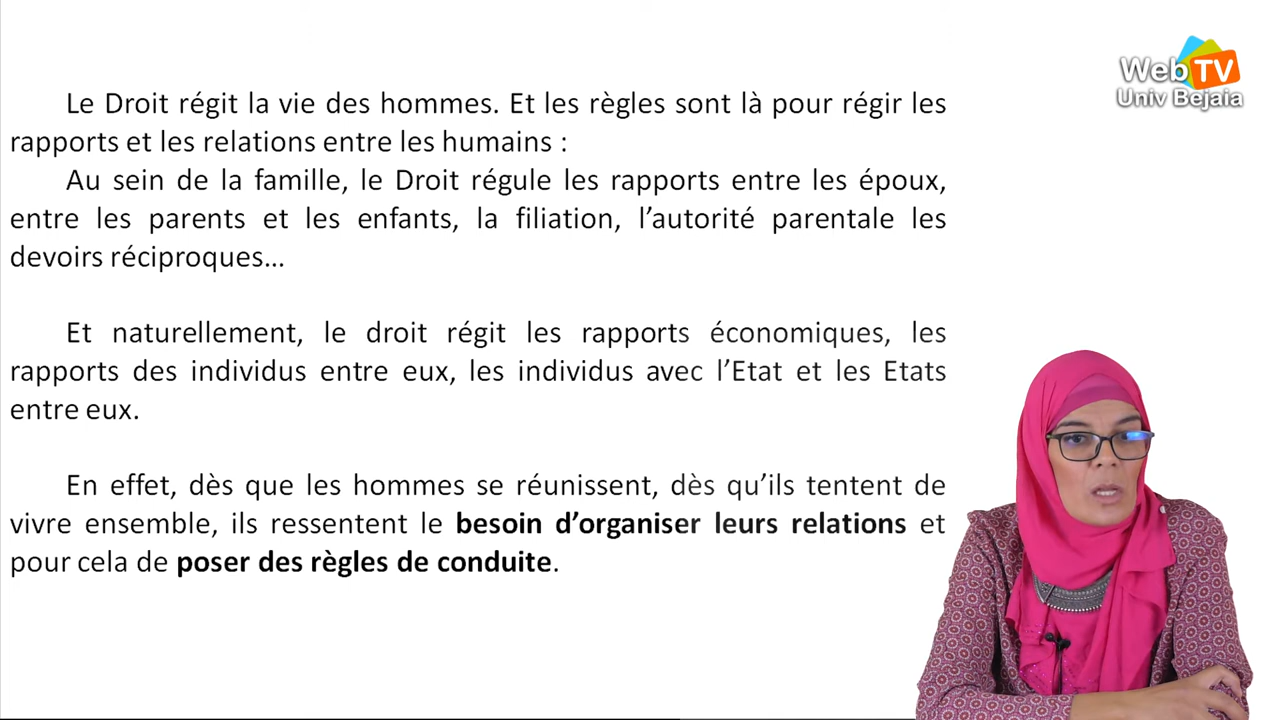 Web TV
Univ Bejaia
Le Droit régit la vie des hommes. Et les règles sont là pour régir les
rapports et les relations entre les humains :
Au sein de la famille, le Droit régule les rapports entre les époux,
entre les parents et les enfants, la filiation, l’autorité parentale les
devoirs réciproques...
Et naturellement, le droit régit les rapports économiques, les
rapports des individus entre eux, les individus avec l’Etat et les Etats
entre eux.
En effet, dès que les hommes se réunissent, dès qu’ils tentent de
vivre ensemble, ils ressentent le besoin d’organiser leurs relations et
pour cela de poser des règles de conduite.